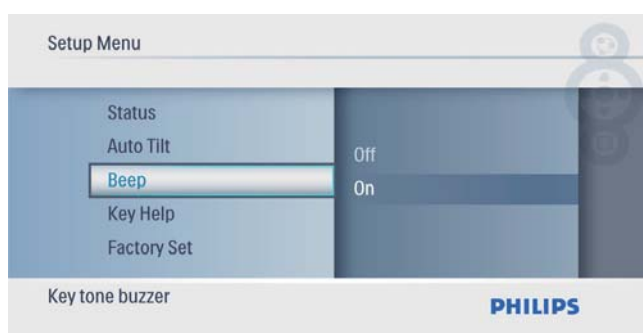 Setup Menu
Status
Auto Tilt
Beep
Key Help
Factory Set
Off
On
Key tone buzzer
PHILIPS